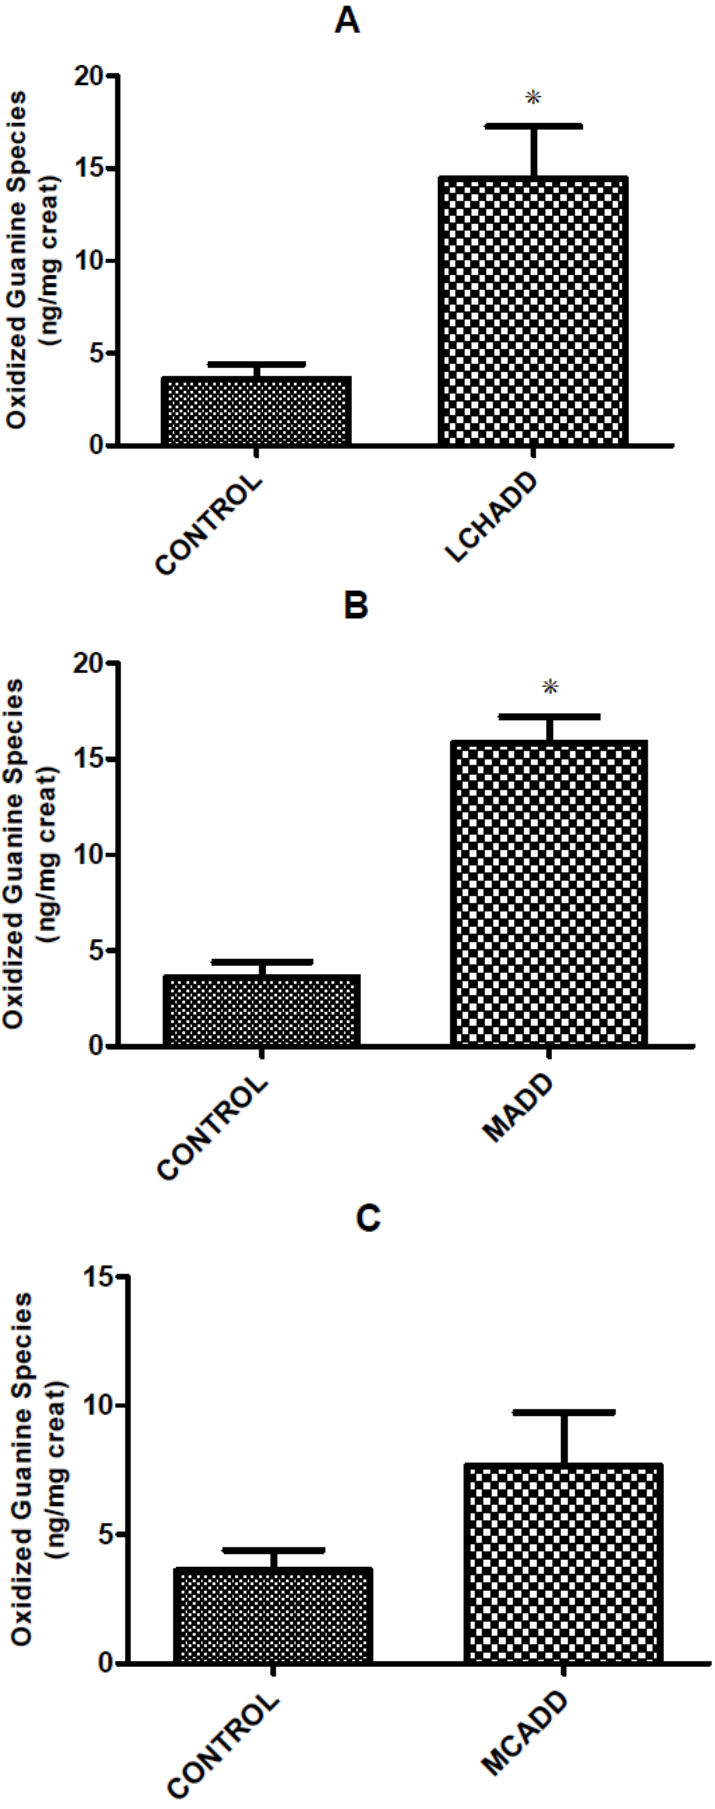 A
Oxidized Guanine Species
(ng/mg creat)
20
15
10
5
0
*
CONTROL
LCHADD
B
Oxidized Guanine Species
(ng/mg creat)
20
15
10
5
0
*
CONTROL
MADD
C
Oxidized Guanine Species
(ng/mg creat)
15
10
5
0
CONTROL
MCADD